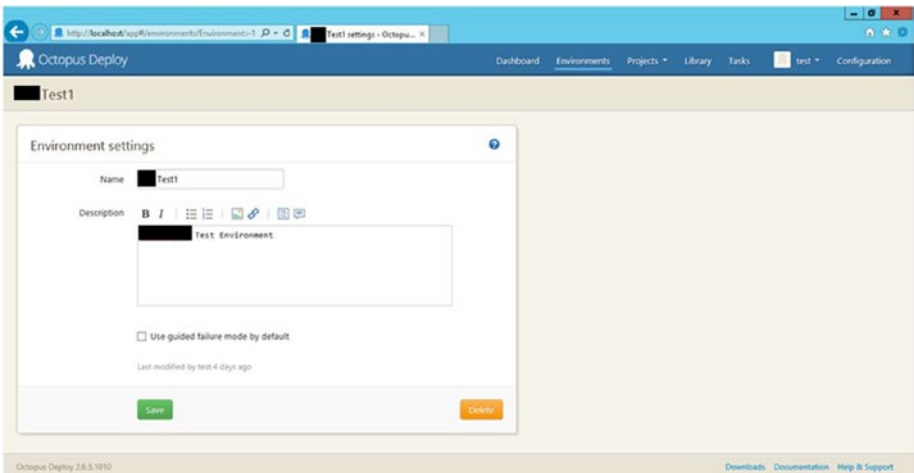 http://localhost/app#/environments/Environments-1
Test1 settings - Octopu...
Octopus Deploy
Dashboard Environments Projects Library Tasks test Configuration
Test1
Environment settings
Name Test1
Description B I
Test Environment
Use guided failure mode by default
Last modified by test 4 days ago
Save Delete
Octopus Deploy 2.6.5.1010 Downloads Documentation Help & Support